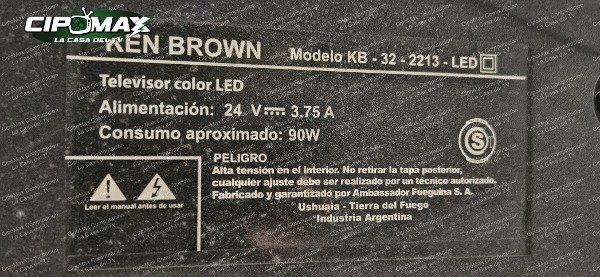 CIPOMAX
LA CASA DEL TV
KEN BROWN Modelo KB - 32 - 2213 - LED
Televisor color LED
Alimentación: 24 V 3.75 A
Consumo aproximado: 90W
S
PELIGRO
Alta tensión en el interior. No retirar la tapa posterior,
cualquier ajuste debe ser realizado por un técnico autorizado.
Fabricado y garantizado por Ambassador Fueguina S. A.
Ushuaia - Tierra del Fuego
Industria Argentina
Leer el manual antes de usar